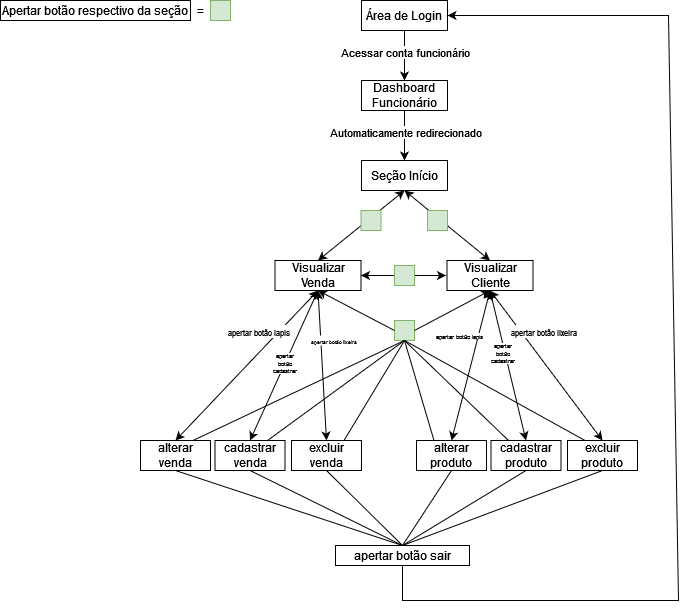 Apertar botão respectivo da seção =
Área de Login
Acessar conta funcionário
Dashboard
Funcionário
Automaticamente redirecionado
Seção Início
Visualizar
Venda
Visualizar
Cliente
apertar botão lapis
apertar
botão
cadastrar
apertar botão lixeira
apertar botão lapis
apertar
botão
cadastrar
apertar botão lixeira
alterar
venda
cadastrar
venda
excluir
venda
alterar
produto
cadastrar
produto
excluir
produto
apertar botão sair